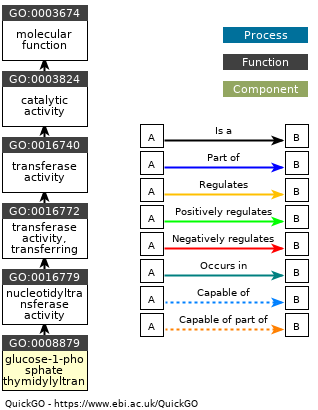 GO:0003674
molecular
function
GO:0003824
catalytic
activity
GO:0016740
transferase
activity
GO:0016772
transferase
activity,
transferring
GO:0016779
nucleotidyltra
nsferase
activity
GO:0008879
glucose-1-pho
sphate
thymidylyltran
Process
Function
Component
A Is a B
A Part of B
A Regulates B
A Positively regulates B
A Negatively regulates B
A Occurs in B
A Capable of B
A Capable of part of B
QuickGO - https://www.ebi.ac.uk/QuickGO